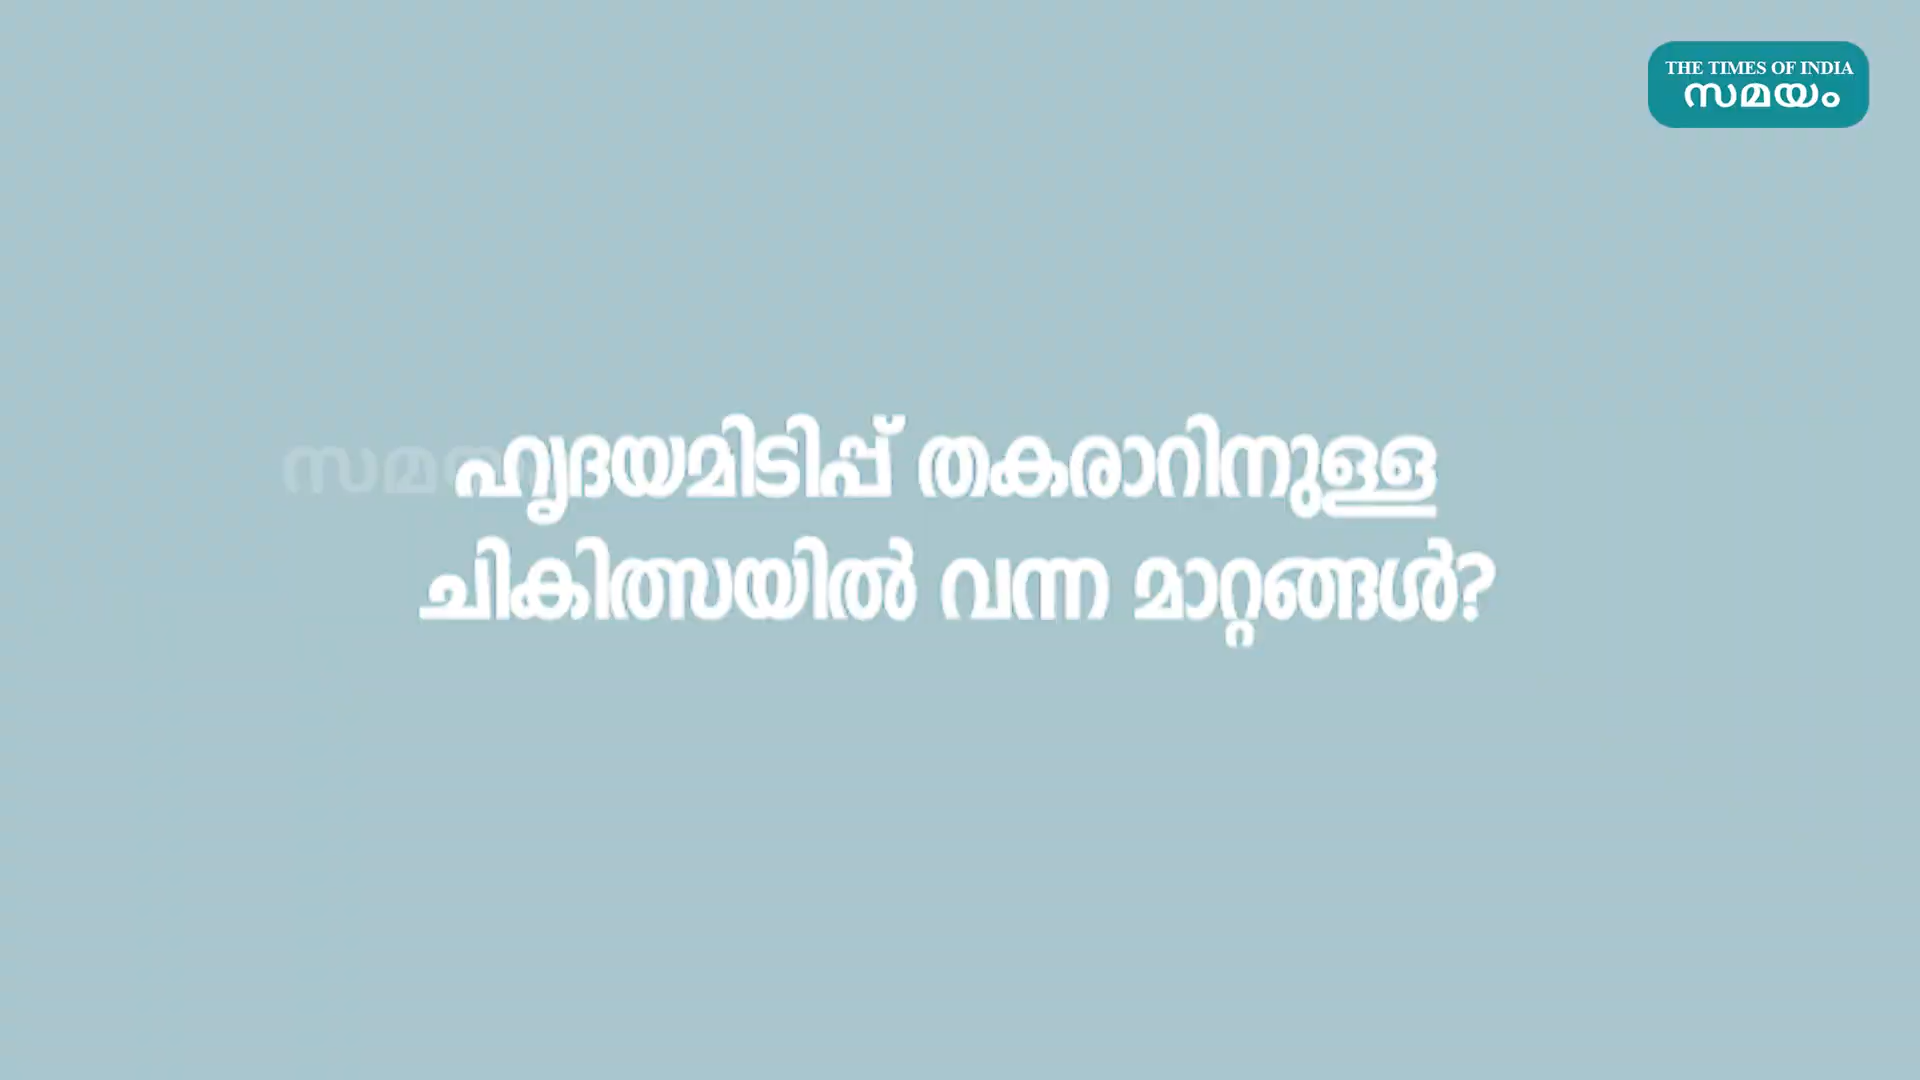 THE TIMES OF INDIA
സമയം
ഹൃദയമിടിപ്പ് തകരാറിനുള്ള
ചികിത്സയിൽ വന്ന മാറ്റങ്ങൾ?